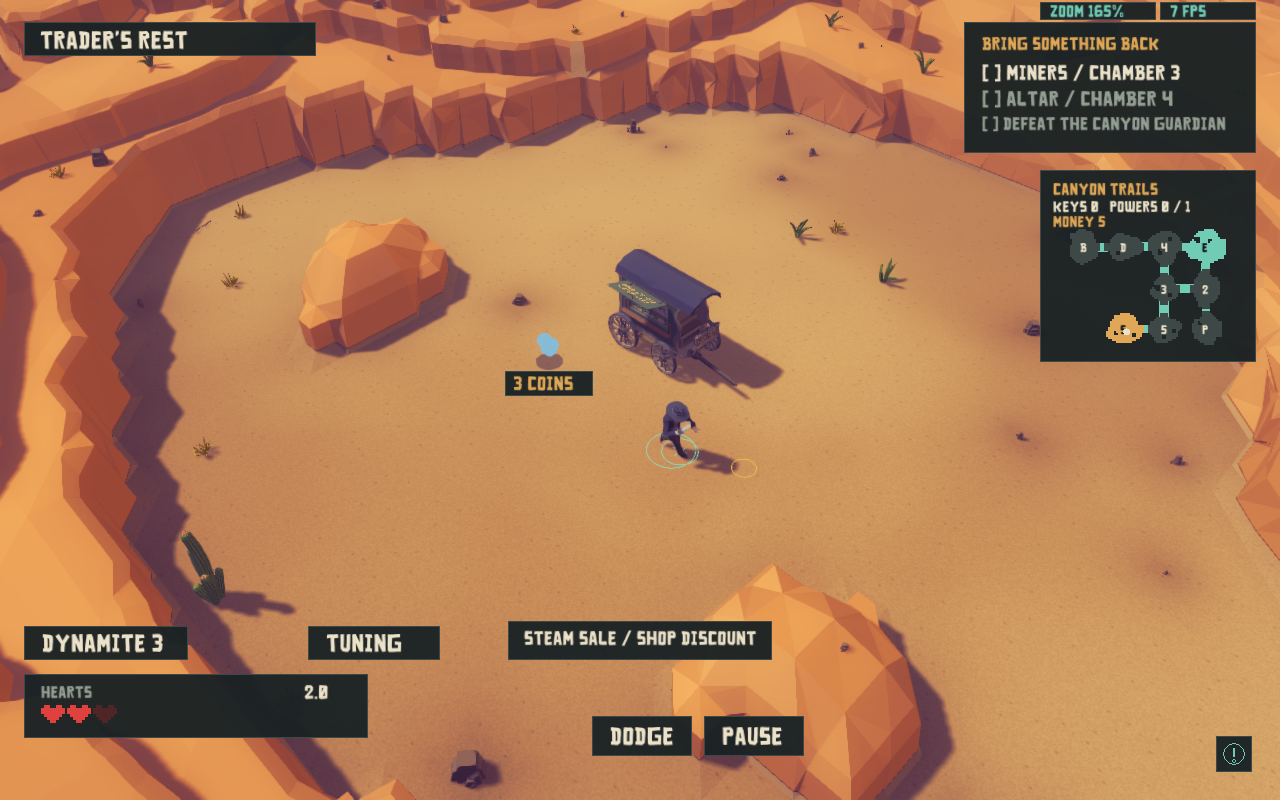 TRADER'S REST
ZOOM 165%
7 FPS
BRING SOMETHING BACK
[ ] MINERS / CHAMBER 3
[ ] ALTAR / CHAMBER 4
[ ] DEFEAT THE CANYON GUARDIAN
CANYON TRAILS
KEYS 0 POWERS 0 / 1
MONEY 5
B D 4 E
3 2
5 P
3 COINS
DYNAMITE 3
TUNING
STEAM SALE / SHOP DISCOUNT
HEARTS 2.0
DODGE
PAUSE